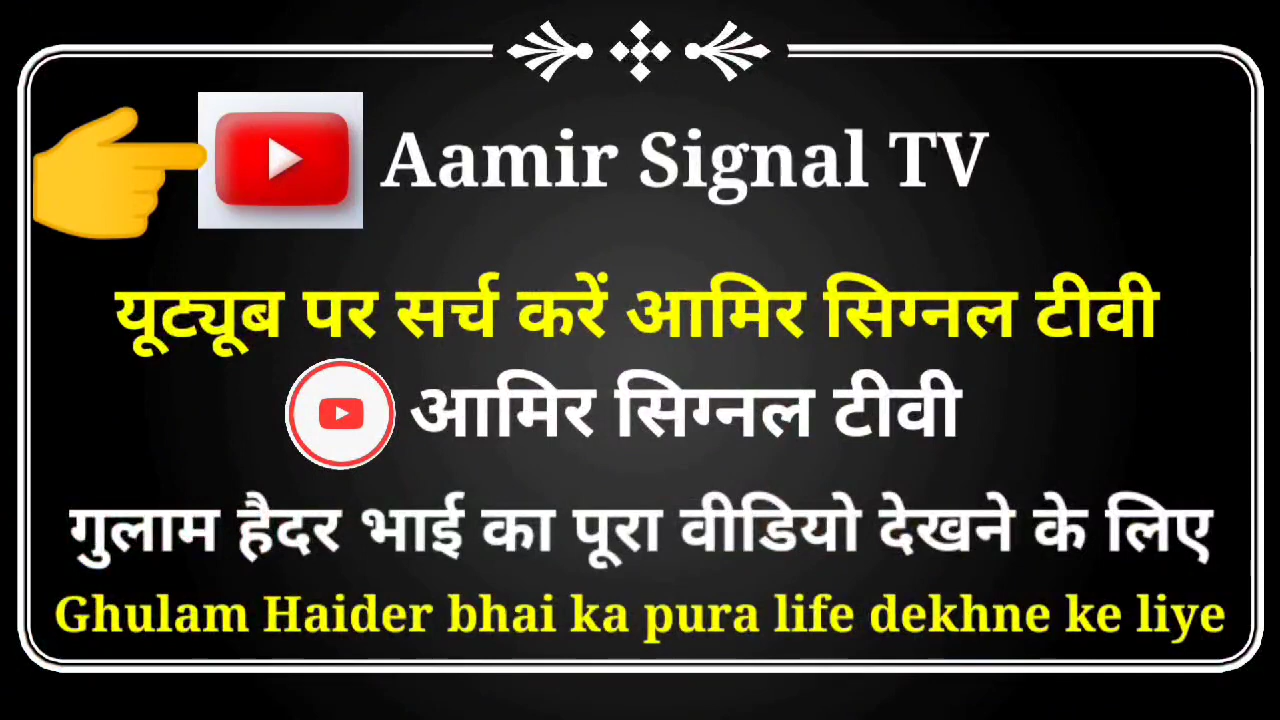 Aamir Signal TV
यूट्यूब पर सर्च करें आमिर सिग्नल टीवी
आमिर सिग्नल टीवी
गुलाम हैदर भाई का पूरा वीडियो देखने के लिए
Ghulam Haider bhai ka pura life dekhne ke liye